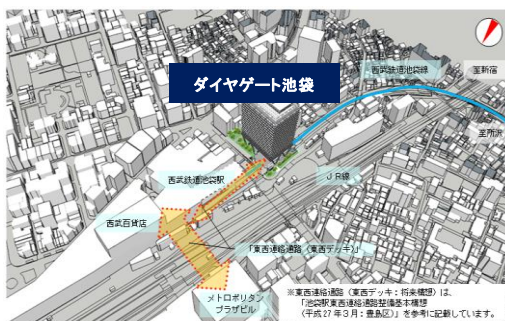 ダイヤゲート池袋
西武鉄道池袋線
至新宿
至所沢
西武鉄道池袋駅
JR線
西武百貨店
「東西連絡通路（東西デッキ）」
メトロポリタン
プラザビル
※東西連絡通路（東西デッキ：将来構想）は、
「池袋駅東西連絡通路整備基本構想
（平成27年3月：豊島区）」を参考に記載しています。